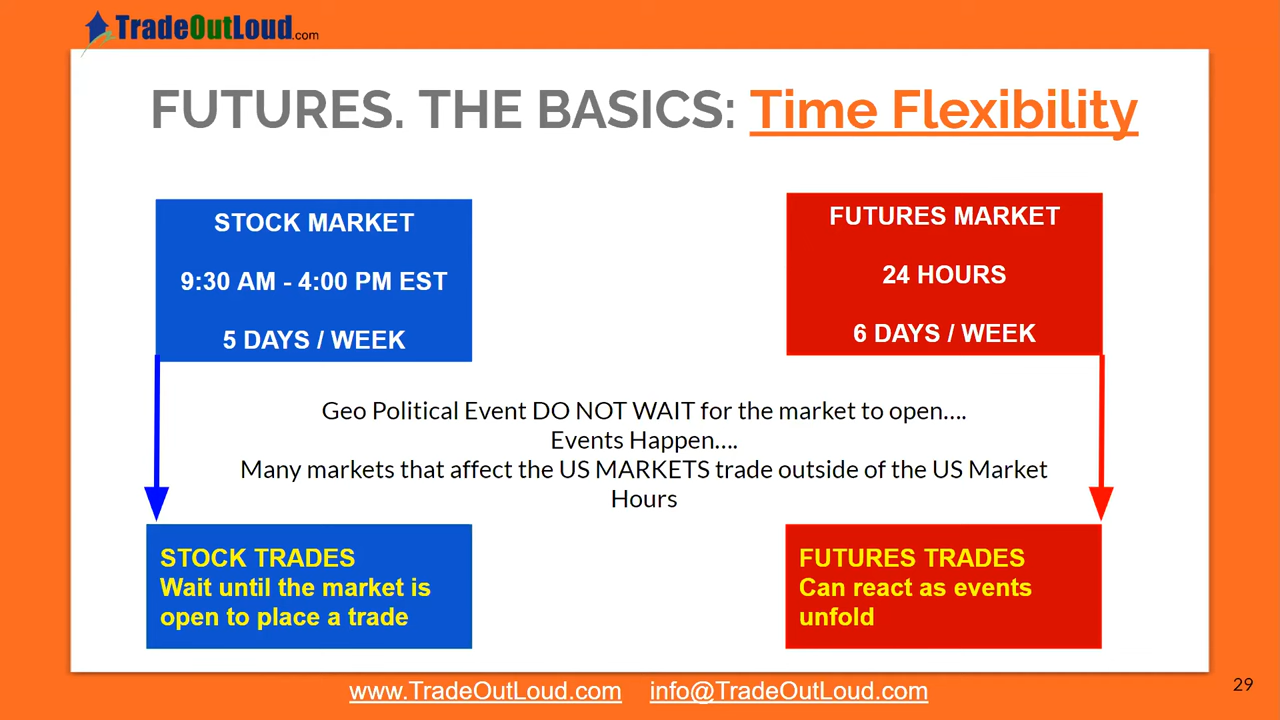 TradeOutLoud.com
FUTURES. THE BASICS: Time Flexibility
STOCK MARKET
9:30 AM - 4:00 PM EST
5 DAYS / WEEK
FUTURES MARKET
24 HOURS
6 DAYS / WEEK
Geo Political Event DO NOT WAIT for the market to open....
Events Happen....
Many markets that affect the US MARKETS trade outside of the US Market
Hours
STOCK TRADES
Wait until the market is
open to place a trade
FUTURES TRADES
Can react as events
unfold
www.TradeOutLoud.com info@TradeOutLoud.com
29